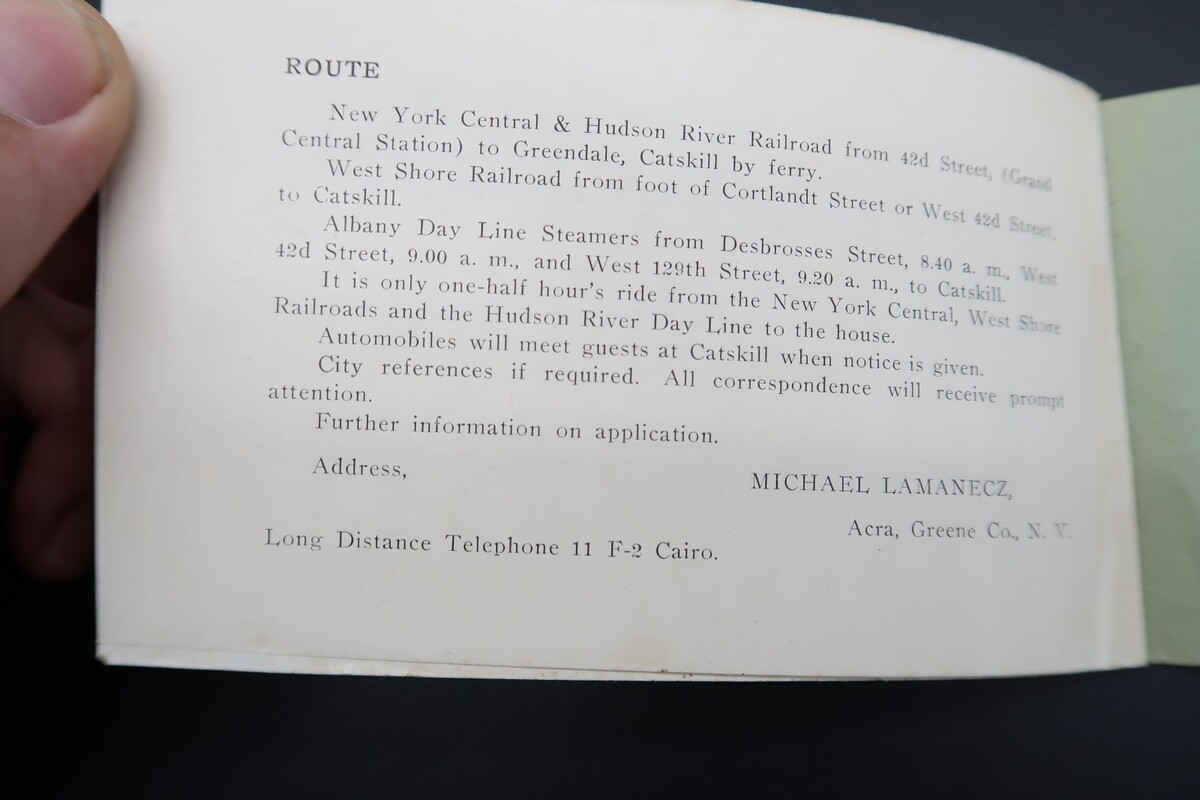 ROUTE
New York Central & Hudson River Railroad from 42d Street, (Grand
Central Station) to Greendale, Catskill by ferry.
West Shore Railroad from foot of Cortlandt Street or West 42d Street,
to Catskill.
Albany Day Line Steamers from Desbrosses Street, 8.40 a. m., West
42d Street, 9.00 a. m., and West 129th Street, 9.20 a. m., to Catskill.
It is only one-half hour's ride from the New York Central, West Shore
Railroads and the Hudson River Day Line to the house.
Automobiles will meet guests at Catskill when notice is given.
City references if required. All correspondence will receive prompt
attention.
Further information on application.
Address,
MICHAEL LAMANECZ,
Acra, Greene Co., N. Y.
Long Distance Telephone 11 F-2 Cairo.